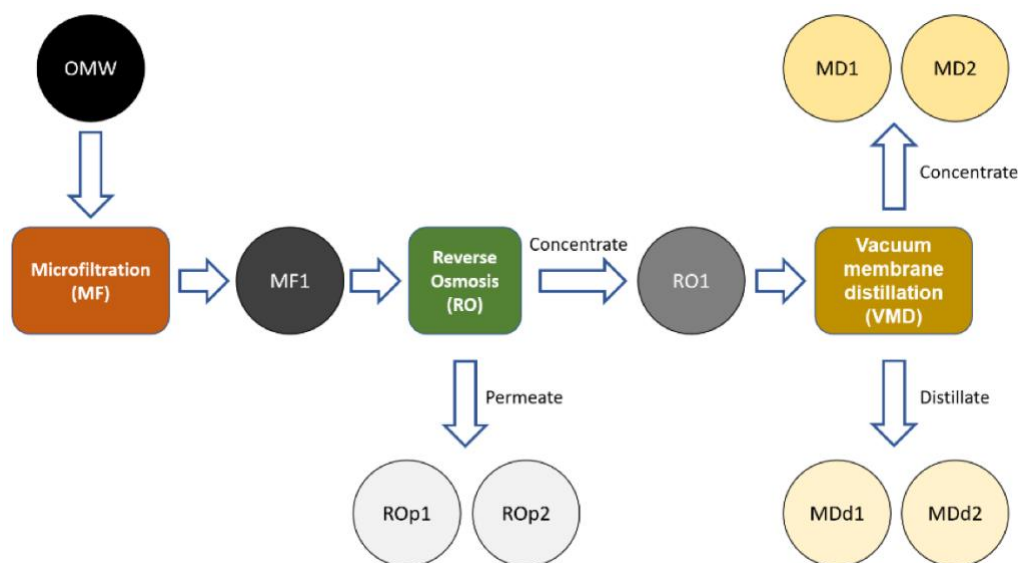 OMW
MD1
MD2
Concentrate
Microfiltration
(MF)
MF1
Reverse
Osmosis
(RO)
Concentrate
RO1
Vacuum
membrane
distillation
(VMD)
Permeate
Distillate
ROp1
ROp2
MDd1
MDd2